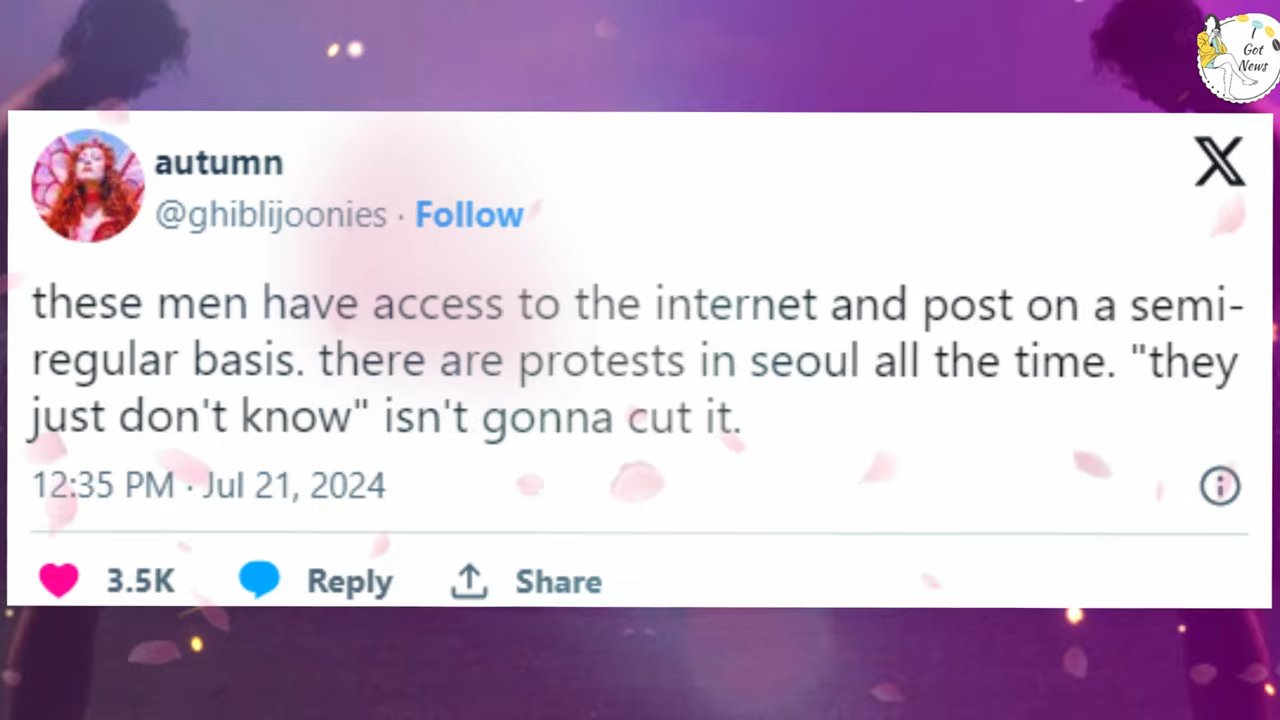 I
Got
News
autumn
@ghiblijoonies · Follow
these men have access to the internet and post on a semi-
regular basis. there are protests in seoul all the time. "they
just don't know" isn't gonna cut it.
12:35 PM · Jul 21, 2024
3.5K Reply Share